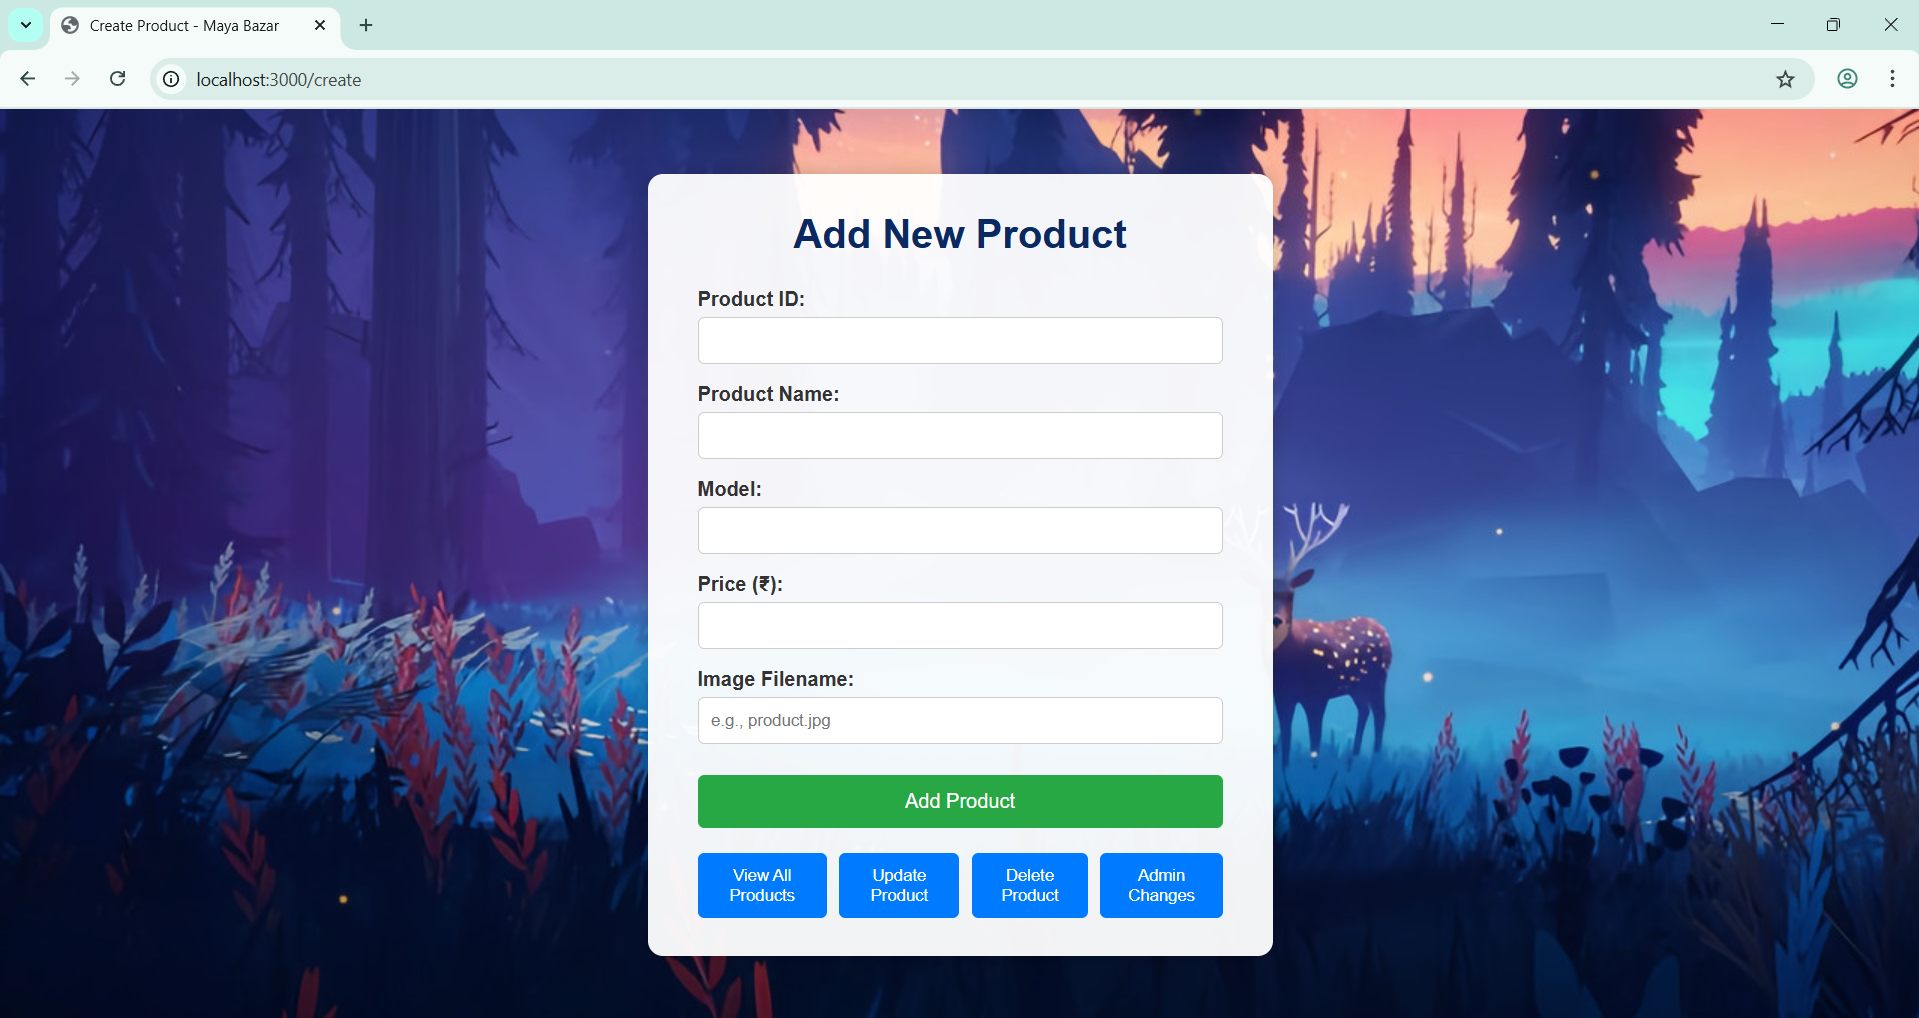 Create Product - Maya Bazar
localhost:3000/create
Add New Product
Product ID:
Product Name:
Model:
Price (₹):
Image Filename:
e.g., product.jpg
Add Product
View All
Products
Update
Product
Delete
Product
Admin
Changes